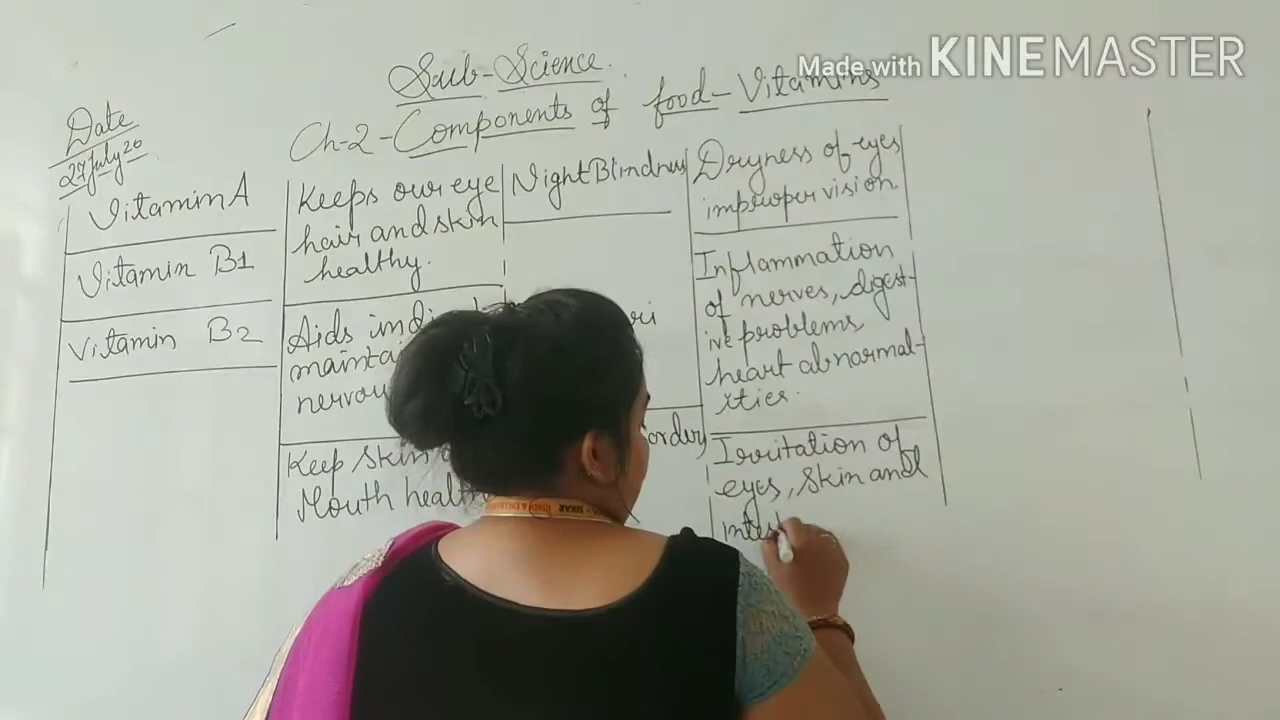 Made with KINEMASTER
Sub-Science.
Ch-2-Components of food-Vitamins
Date
27 July 20
Vitamin A
Keeps our eye
hair and skin
healthy.
Night Blindness
Dryness of eyes
improper vision
Vitamin B1
Aids in
nervou
ri
Inflammation
of nerves, digest-
ive problems,
heart abnormal-
ities.
Vitamin B2
Keep Skin
Mouth health
order
Irritation of
eyes, Skin and
intes